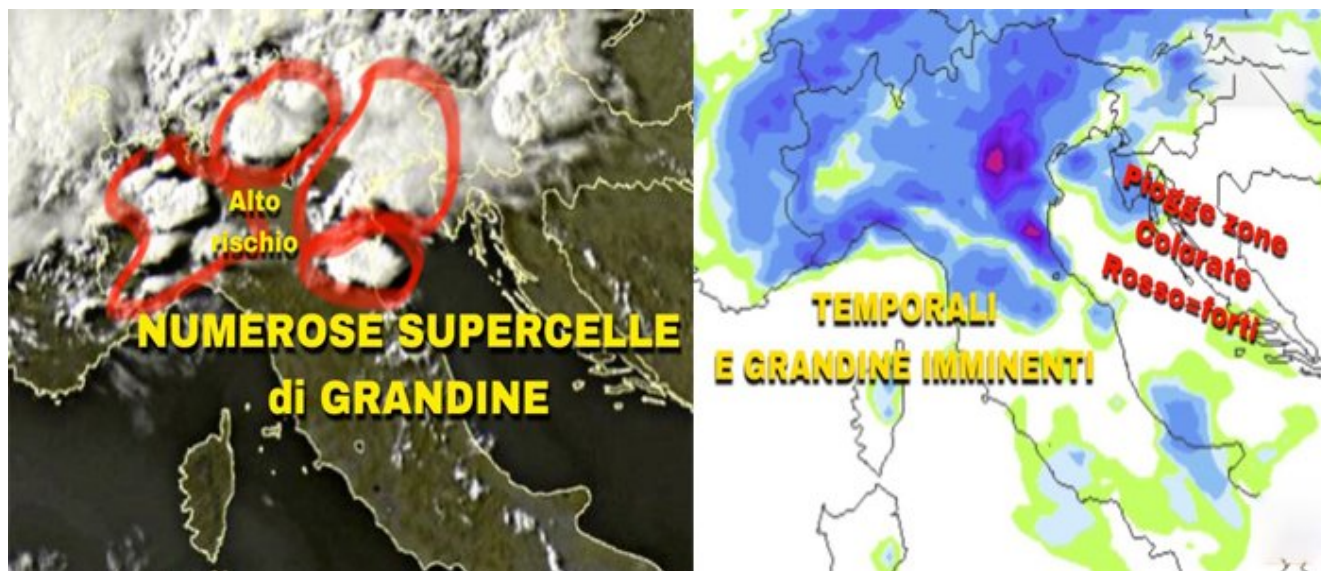 Alto
rischio
NUMEROSE SUPERCELLE
di GRANDINE
Piogge zone
Colorate
Rosso=forti
TEMPORALI
E GRANDINE IMMINENTI